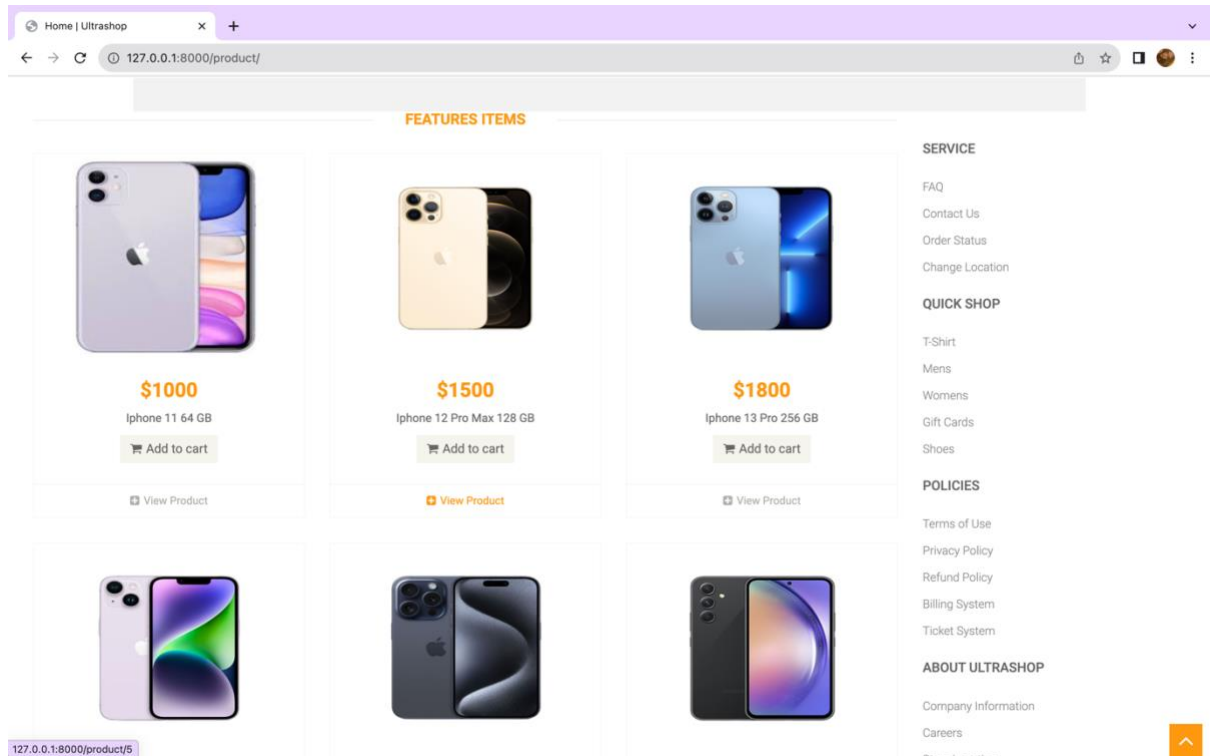 Home | Ultrashop
127.0.0.1:8000/product/
FEATURES ITEMS
$1000
Iphone 11 64 GB
Add to cart
View Product
$1500
Iphone 12 Pro Max 128 GB
Add to cart
View Product
$1800
Iphone 13 Pro 256 GB
Add to cart
View Product
SERVICE
FAQ
Contact Us
Order Status
Change Location
QUICK SHOP
T-Shirt
Mens
Womens
Gift Cards
Shoes
POLICIES
Terms of Use
Privacy Policy
Refund Policy
Billing System
Ticket System
ABOUT ULTRASHOP
Company Information
Careers
127.0.0.1:8000/product/5